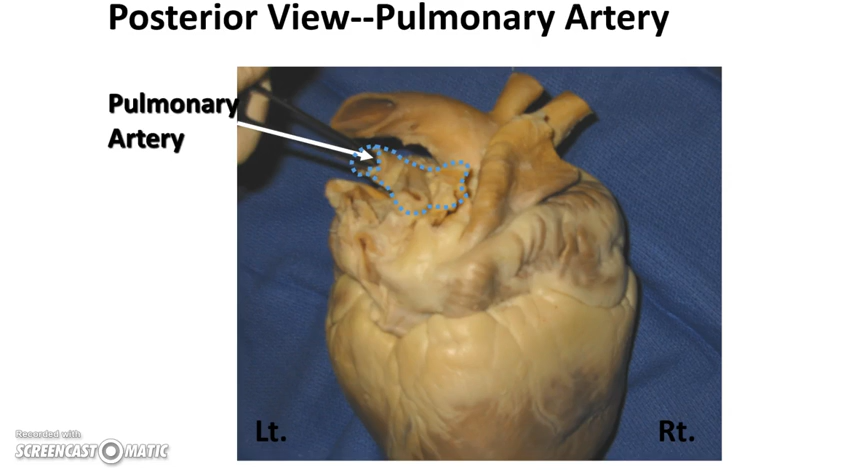 Posterior View--Pulmonary Artery
Pulmonary
Artery
Lt.
Rt.
Recorded with
SCREENCAST-O-MATIC